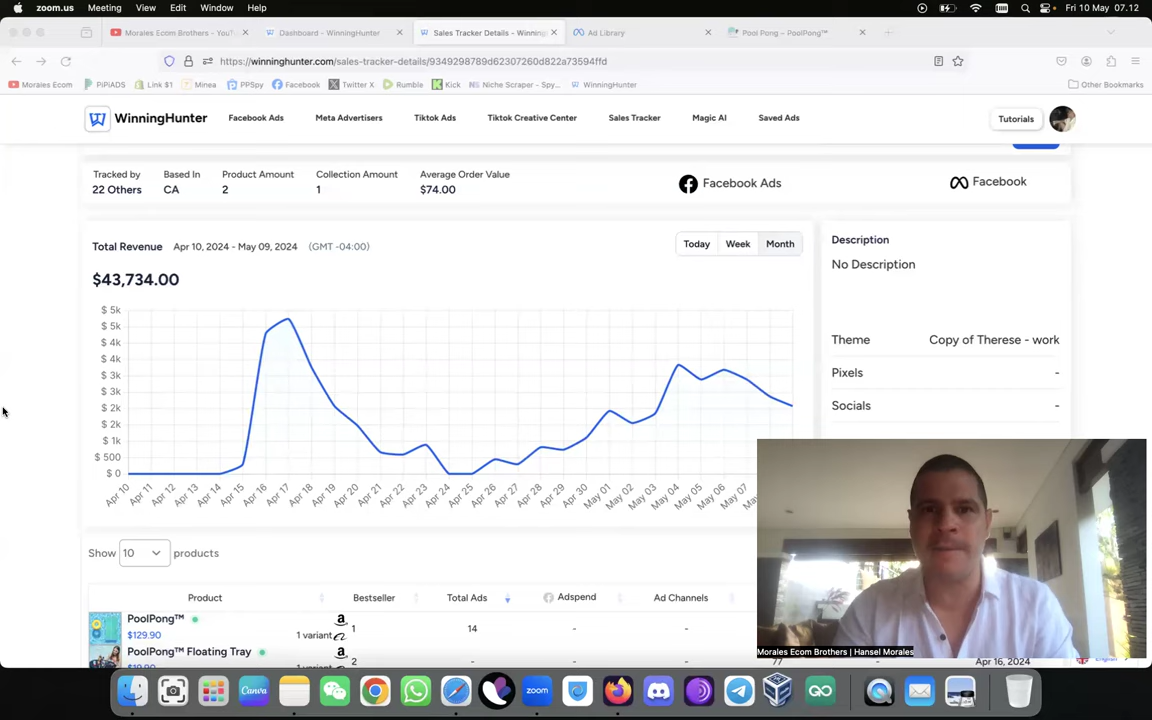 zoom.us Meeting View Edit Window Help Fri 10 May 07.12
Morales Ecom Brothers - YouT Dashboard - WinningHunter Sales Tracker Details - Winning Ad Library Pool Pong – PoolPong™
https://winninghunter.com/sales-tracker-details/9349298789d62307260d822a73594ffd
Morales Ecom PiPiADS Link $1 Minea PPSpy Facebook Twitter X Rumble Kick Niche Scraper - Spy... WinningHunter Other Bookmarks
WinningHunter Facebook Ads Meta Advertisers Tiktok Ads Tiktok Creative Center Sales Tracker Magic AI Saved Ads Tutorials
Tracked by Based In Product Amount Collection Amount Average Order Value
22 Others CA 2 1 $74.00
Facebook Ads Facebook
Total Revenue Apr 10, 2024 - May 09, 2024 (GMT -04:00) Today Week Month
$43,734.00
$ 5k
$ 5k
$ 4k
$ 4k
$ 3k
$ 3k
$ 2k
$ 2k
$ 1k
$ 500
$ 0
Apr 10 Apr 11 Apr 12 Apr 13 Apr 14 Apr 15 Apr 16 Apr 17 Apr 18 Apr 19 Apr 20 Apr 21 Apr 22 Apr 23 Apr 24 Apr 25 Apr 26 Apr 27 Apr 28 Apr 29 Apr 30 May 01 May 02 May 03 May 04 May 05 May 06 May 07
Description
No Description
Theme Copy of Therese - work
Pixels -
Socials -
Show 10 products
Product Bestseller Total Ads Adspend Ad Channels
PoolPong™
$129.90 1 variant 1 14 - -
PoolPong™ Floating Tray
$19.90 1 variant 2 77 - - Apr 16, 2024 English
Morales Ecom Brothers | Hansel Morales
Canva zoom